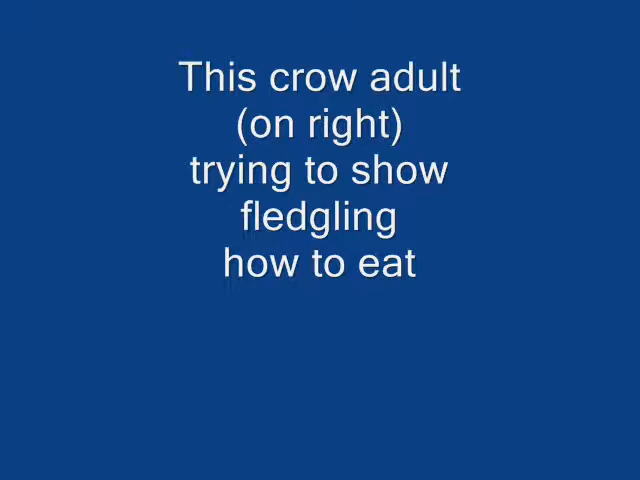 This crow adult
(on right)
trying to show
fledgling
how to eat